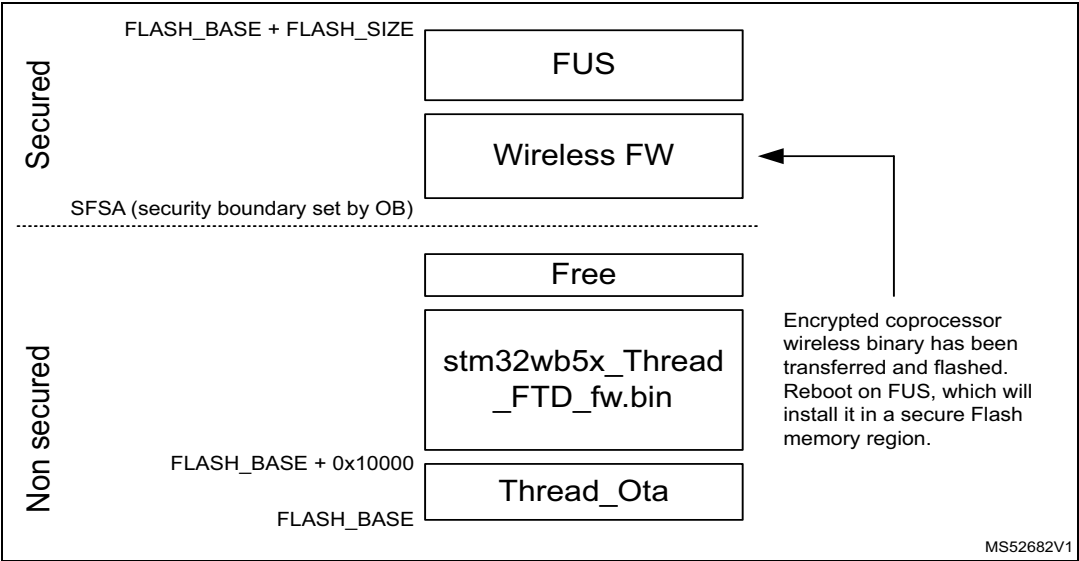 FLASH_BASE + FLASH_SIZE
Secured
FUS
Wireless FW
SFSA (security boundary set by OB)
Non secured
Free
stm32wb5x_Thread
_FTD_fw.bin
FLASH_BASE + 0x10000
Thread_Ota
FLASH_BASE
Encrypted coprocessor
wireless binary has been
transferred and flashed.
Reboot on FUS, which will
install it in a secure Flash
memory region.
MS52682V1